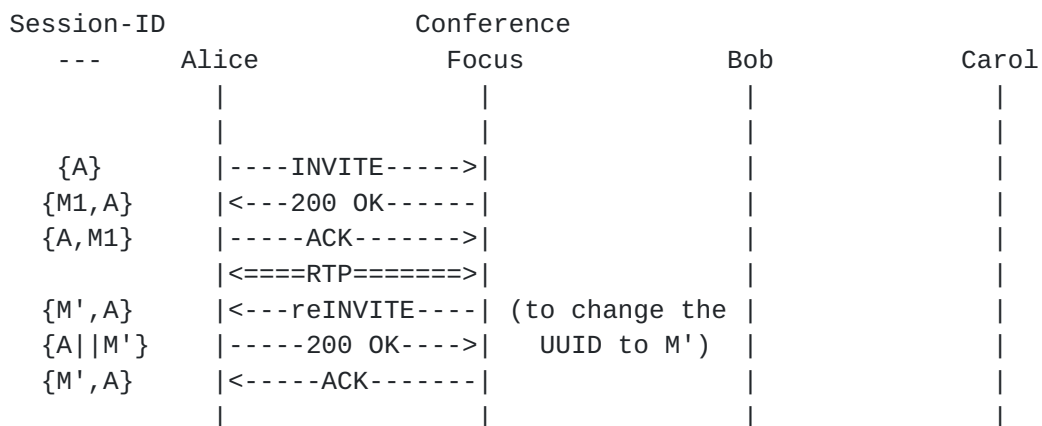 Session-ID                Conference
   ---     Alice            Focus             Bob            Carol
             |                |                |               |
             |                |                |               |
   {A}       |----INVITE----->|                |               |
  {M1,A}     |<---200 OK------|                |               |
  {A,M1}     |-----ACK------->|                |               |
             |<====RTP=======>|                |               |
  {M',A}     |<---reINVITE----| (to change the |               |
  {A||M'}    |-----200 OK---->|   UUID to M')  |               |
  {M',A}     |<-----ACK-------|                |               |
             |                |                |               |